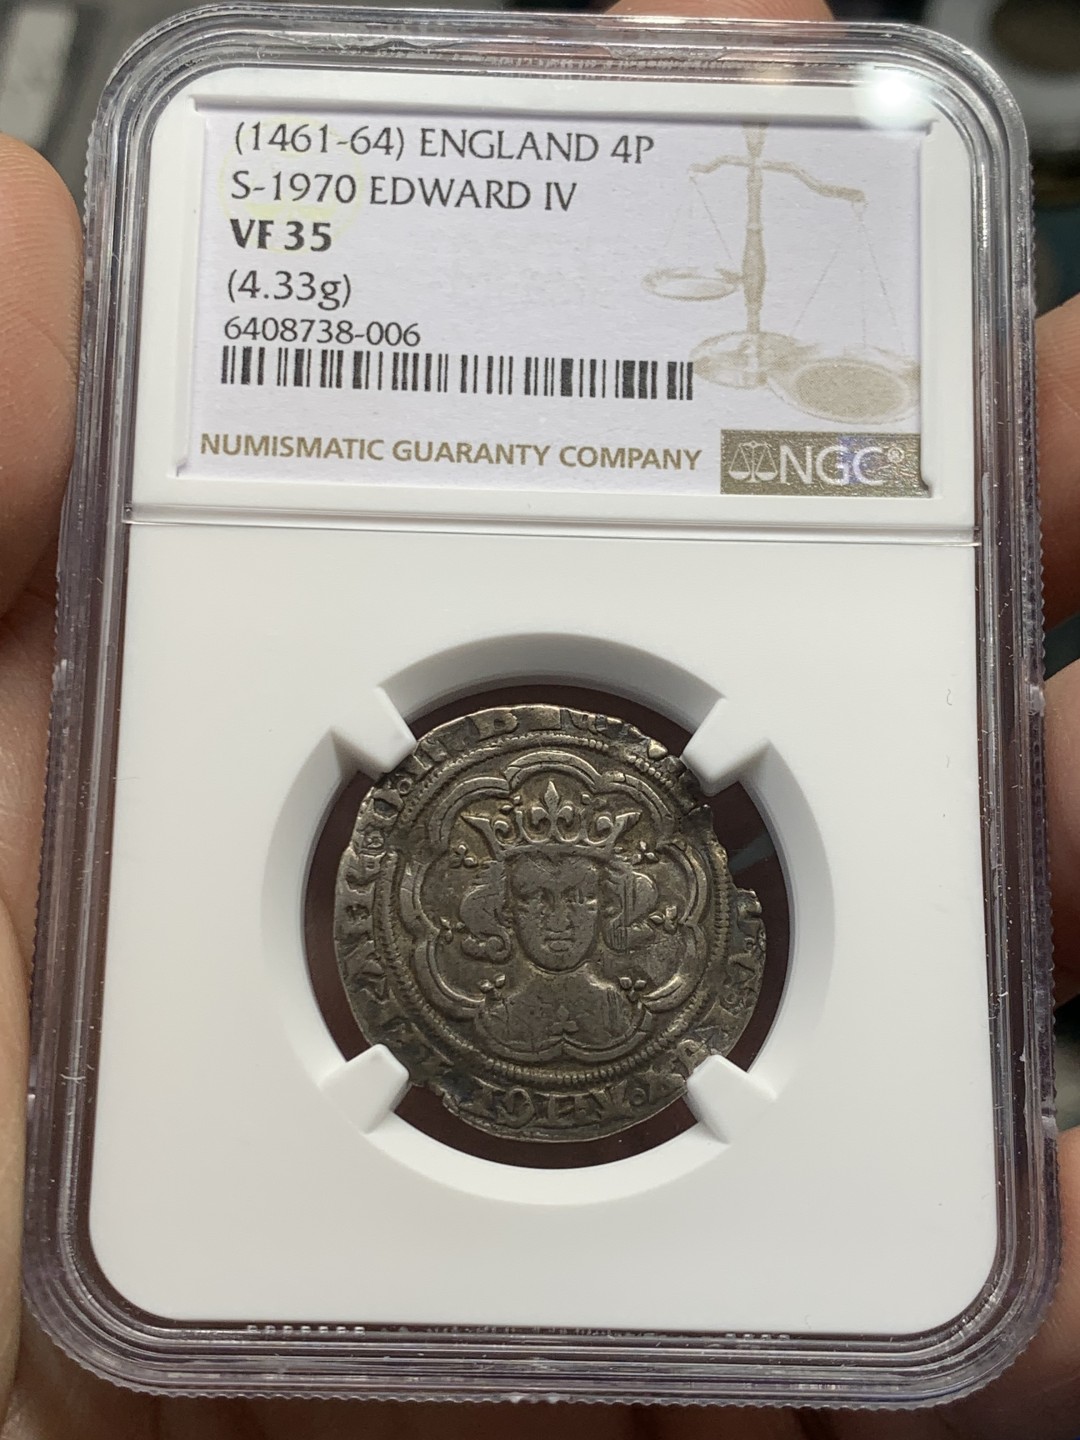 (1461-64) ENGLAND 4P
S-1970 EDWARD IV
VF 35
(4.33g)
6408738-006
NUMISMATIC GUARANTY COMPANY
NGC®